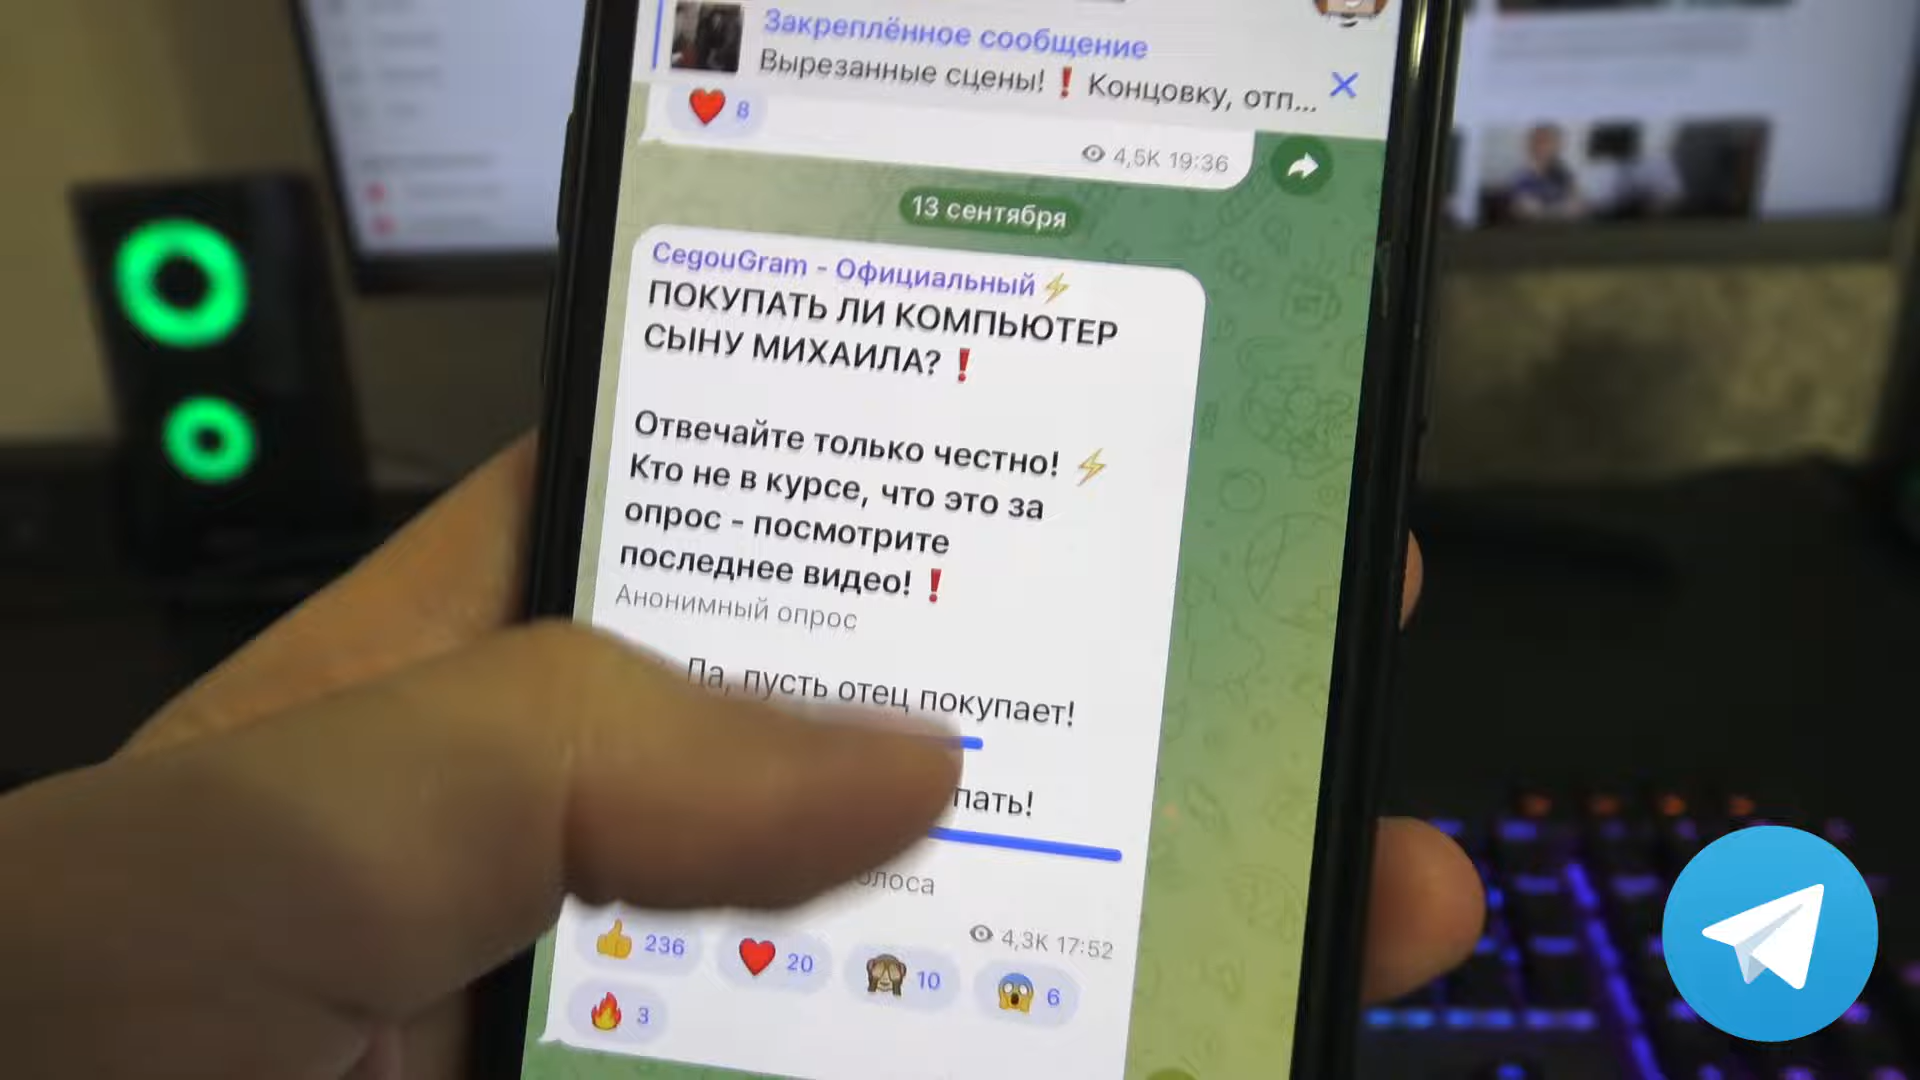 Закреплённое сообщение
Вырезанные сцены!❗Концовку, отп...
8
4,5K 19:36
13 сентября
CegouGram - Официальный⚡
ПОКУПАТЬ ЛИ КОМПЬЮТЕР
СЫНУ МИХАИЛА?❗
Отвечайте только честно! ⚡
Кто не в курсе, что это за
опрос - посмотрите
последнее видео!❗
Анонимный опрос
Да, пусть отец покупает!
4,3K 17:52
236 20 10 6
3